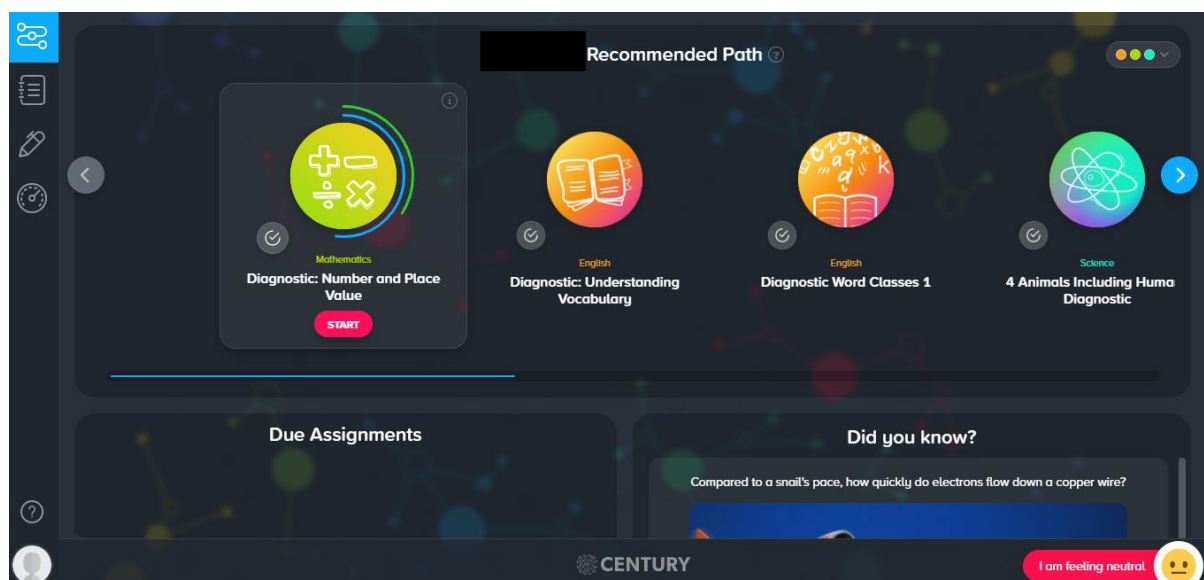 Recommended Path
Mathematics
Diagnostic: Number and Place
Value
START
English
Diagnostic: Understanding
Vocabulary
English
Diagnostic Word Classes 1
Science
4 Animals Including Huma
Diagnostic
Due Assignments
Did you know?
Compared to a snail's pace, how quickly do electrons flow down a copper wire?
CENTURY
I am feeling neutral